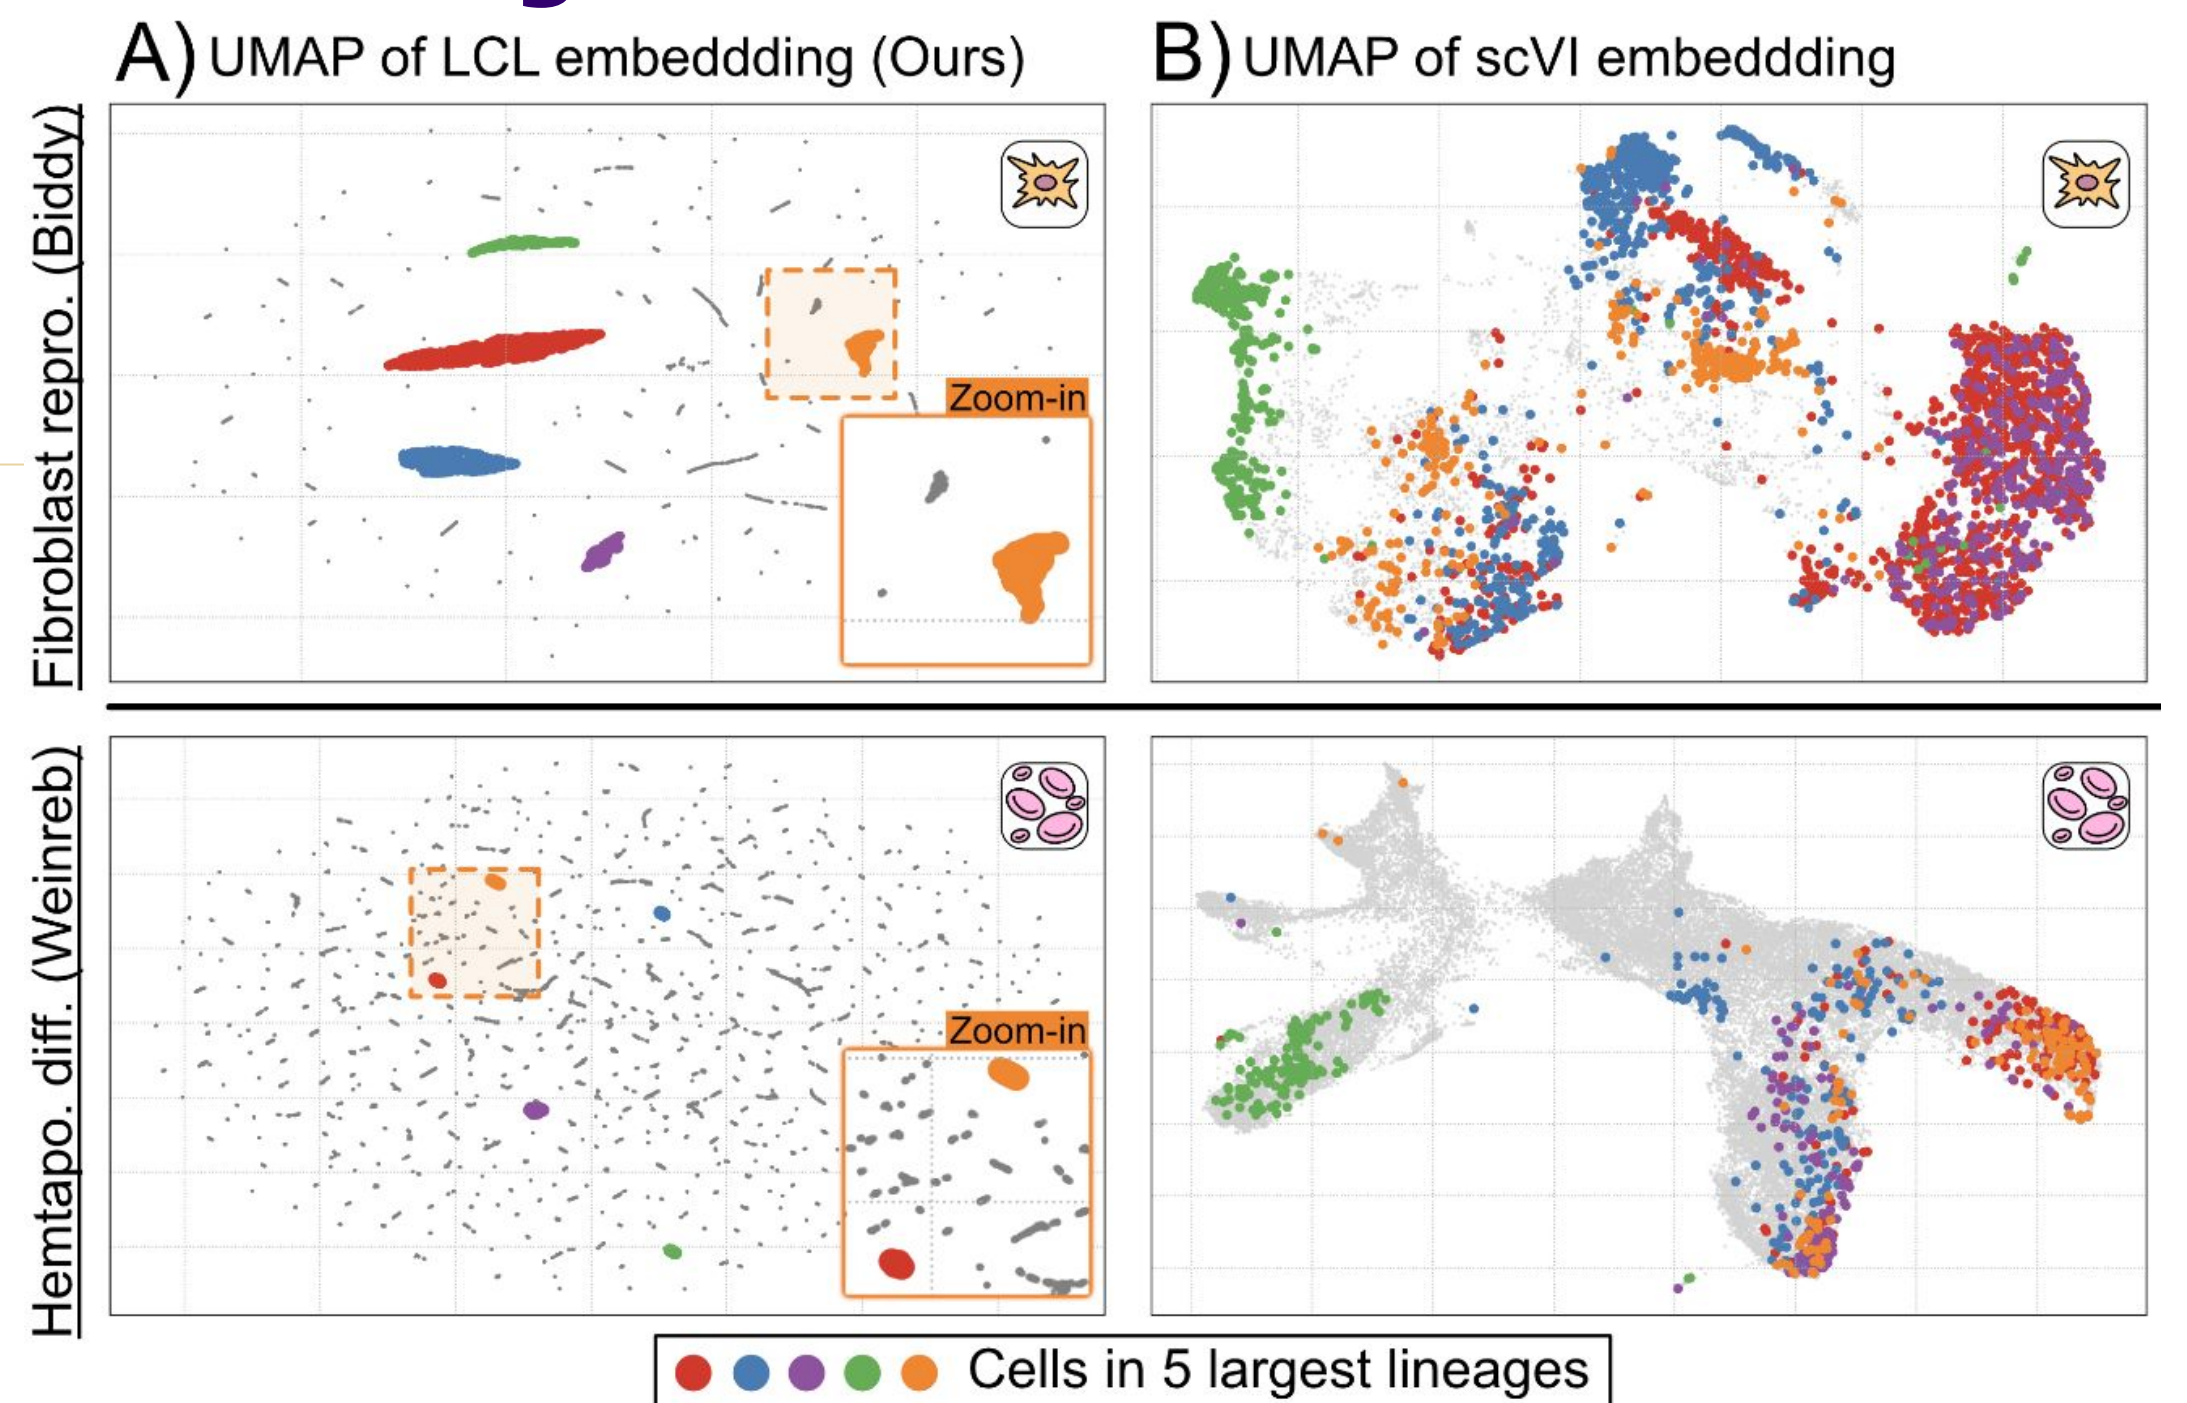 A) UMAP of LCL embeddding (Ours)
B) UMAP of scVI embeddding
Fibroblast repro. (Biddy)
Zoom-in
Hemtapo. diff. (Weinreb)
Zoom-in
Cells in 5 largest lineages